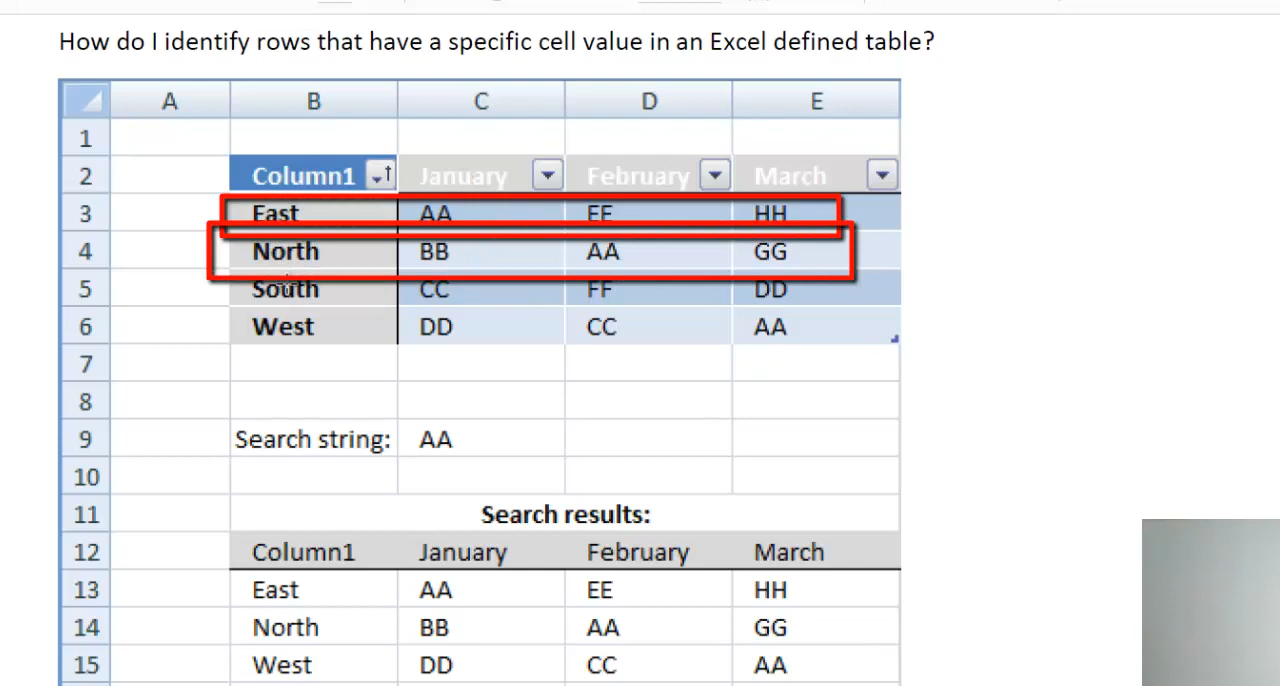 How do I identify rows that have a specific cell value in an Excel defined table?
A B C D E
1
2 Column1 January February March
3 East AA EE HH
4 North BB AA GG
5 South CC FF DD
6 West DD CC AA
7
8
9 Search string: AA
10
11 Search results:
12 Column1 January February March
13 East AA EE HH
14 North BB AA GG
15 West DD CC AA